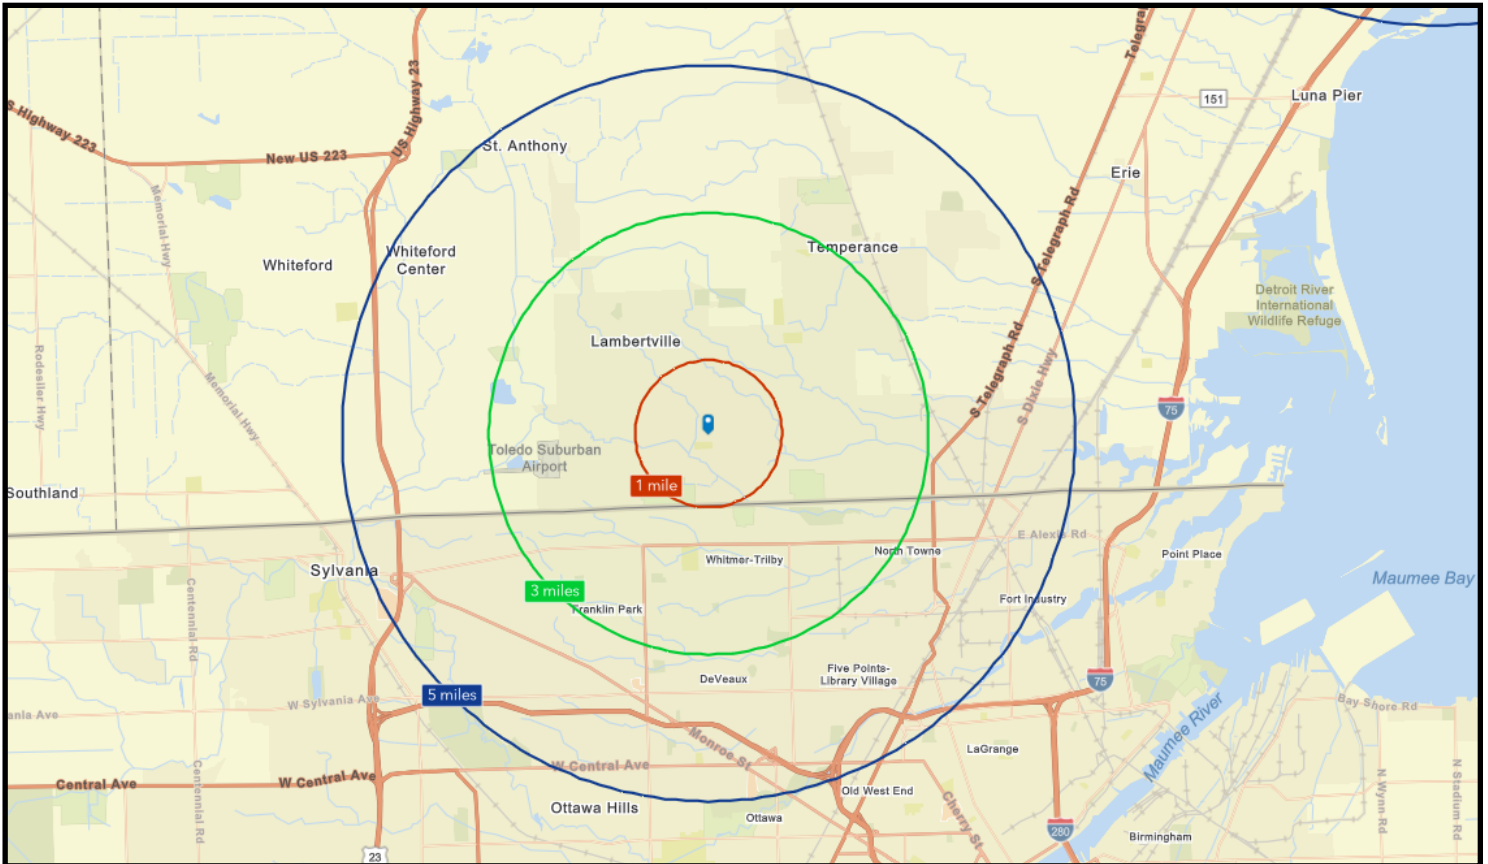 Telegra
US Highway 23
151
Luna Pier
S Highway 223
New US 223
St. Anthony
Erie
Memorial Hwy
S Telegraph Rd
Whiteford
Whiteford
Center
Temperance
Detroit River
International
Wildlife Refuge
Lambertville
Rodesiler Hwy
Memorial Hwy
S Telegraph Rd
S Dixie Hwy
75
Toledo Suburban
Airport
1 mile
Southland
E Alexis Rd
North Towne
Whitmer-Trilby
Point Place
Sylvania
Maumee Bay
3 miles
Franklin Park
Fort Industry
Centennial Rd
DeVeaux
Five Points-
Library Village
75
5 miles
W Sylvania Ave
ania Ave
Bay Shore Rd
Maumee River
Monroe St
LaGrange
W Central Ave
Central Ave
W Central Ave
Centennial Rd
Old West End
Ottawa Hills
Ottawa
Cherry St
N Wynn Rd
N Stadium Rd
280
Birmingham
23